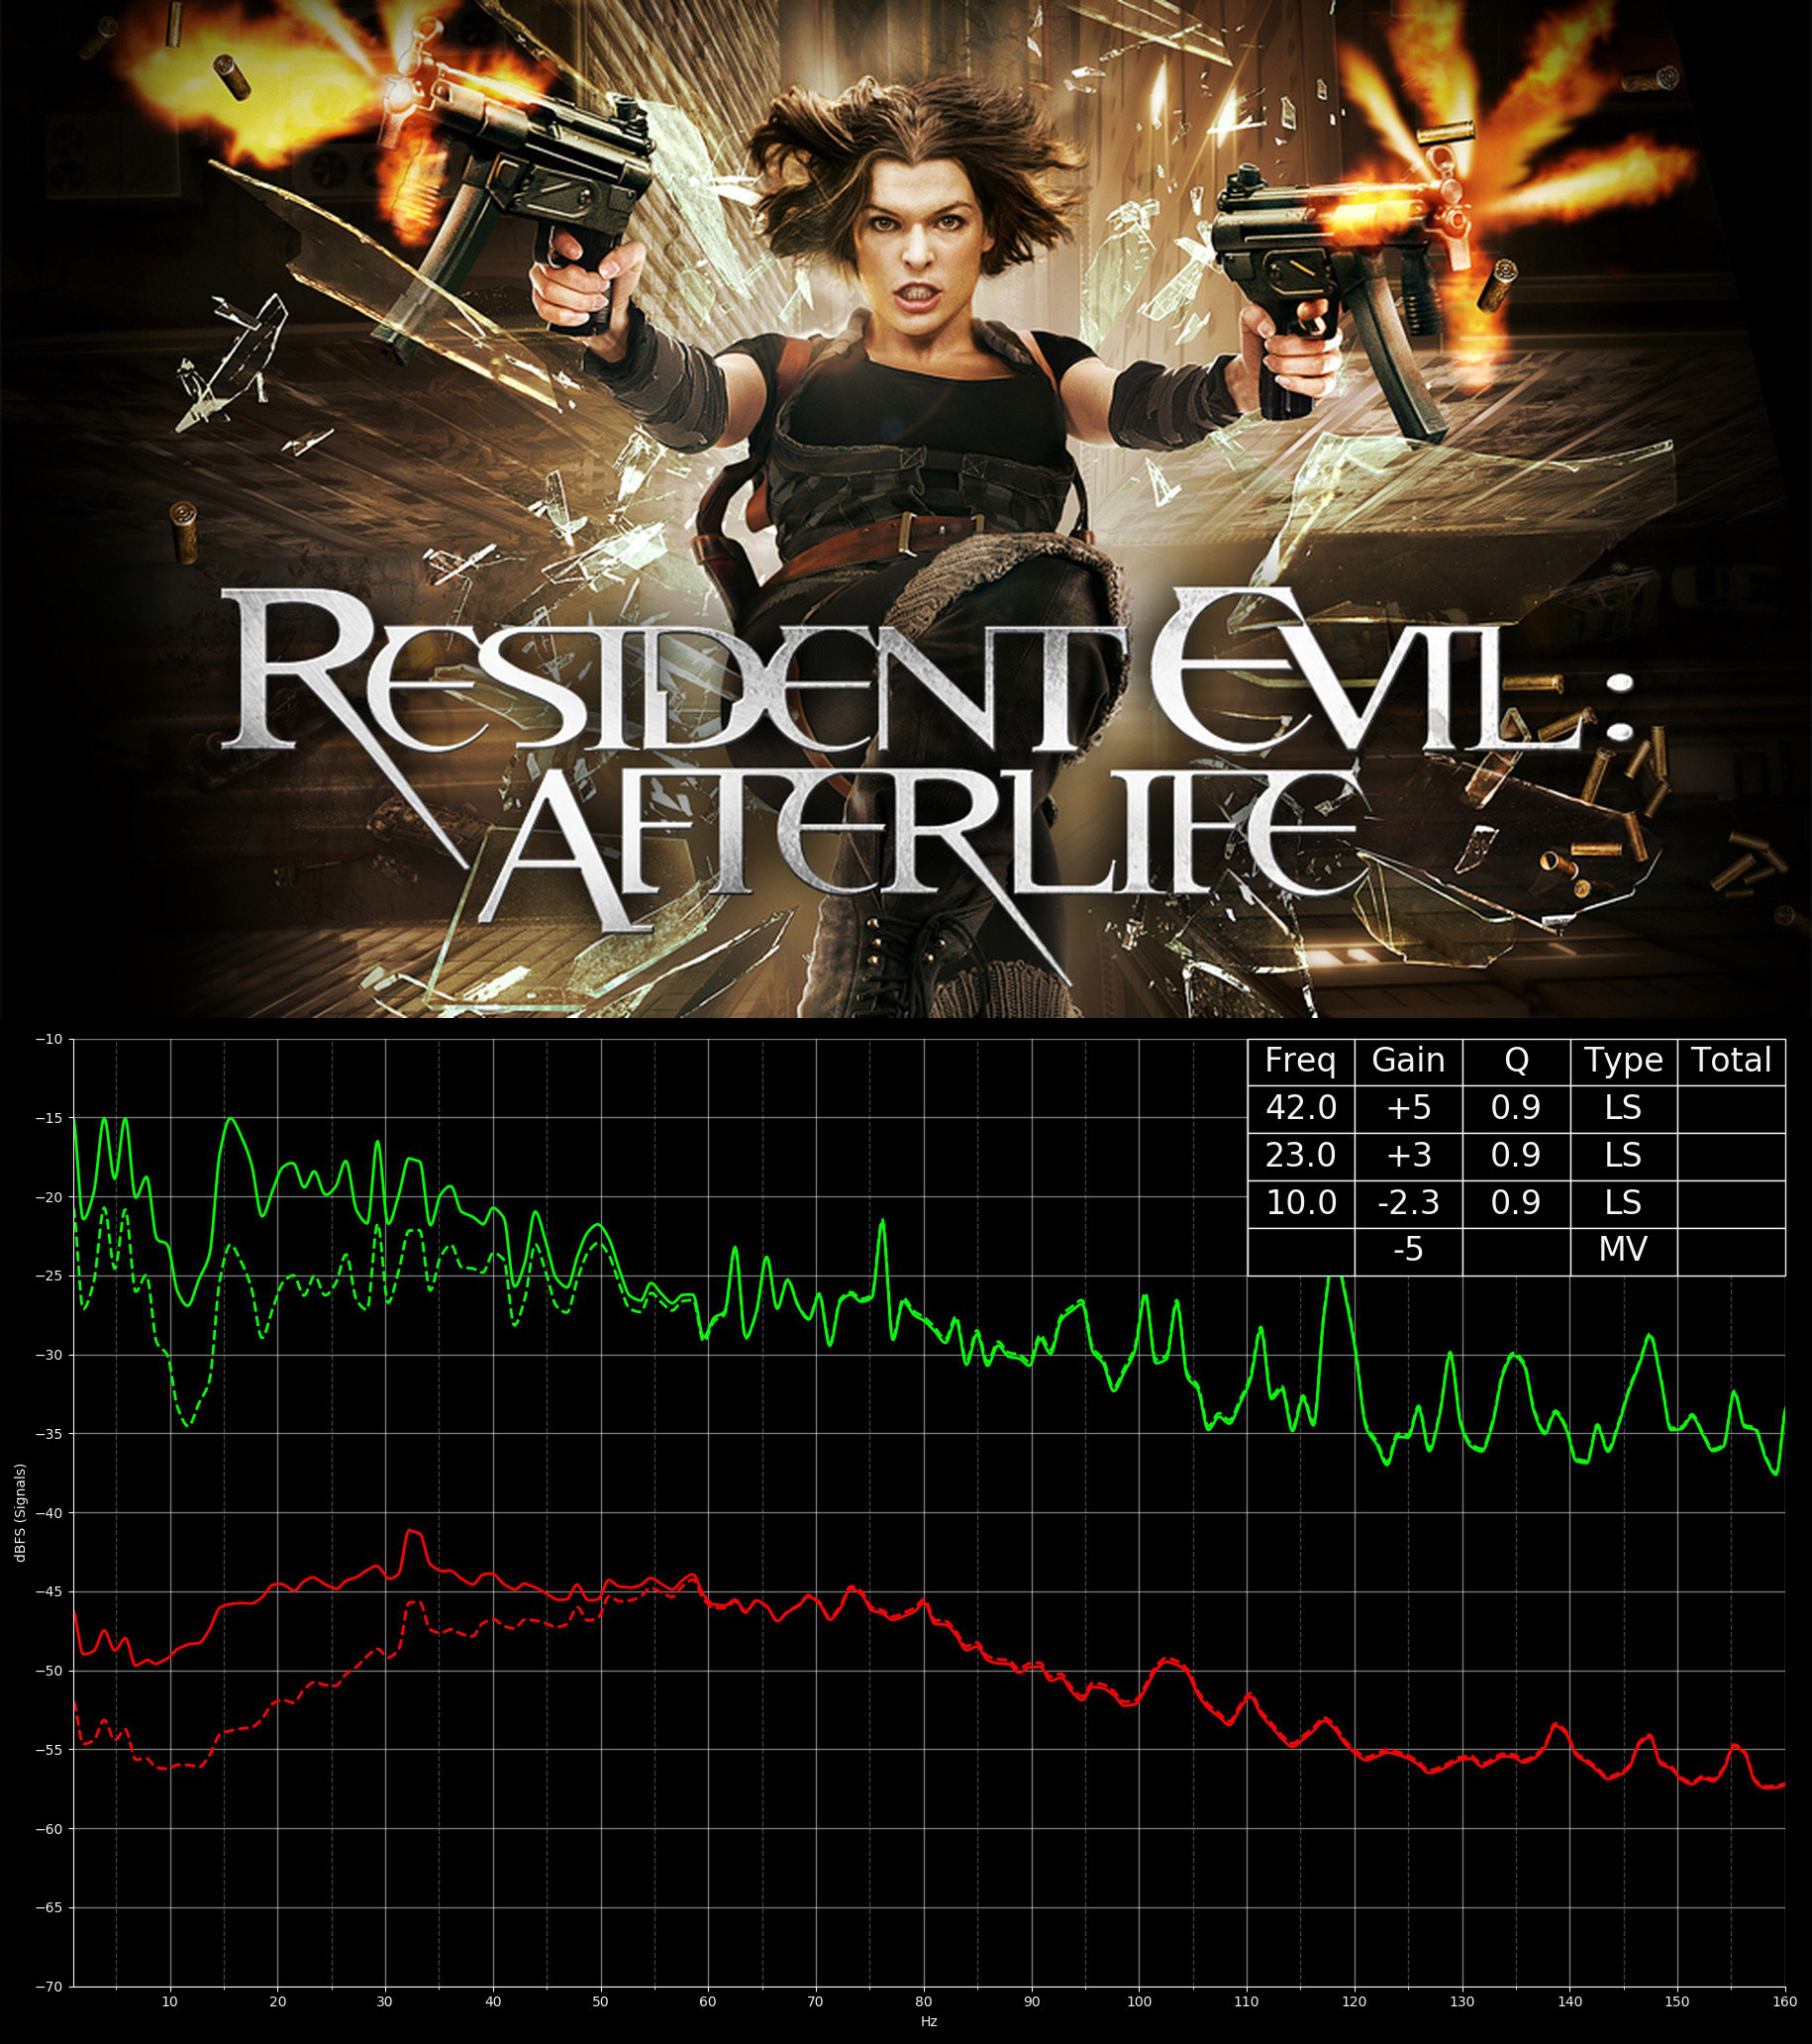 RESIDENT EVIL:
AFTERLIFE
Freq Gain Q Type Total
42.0 +5 0.9 LS
23.0 +3 0.9 LS
10.0 -2.3 0.9 LS
-5 MV
−10
−15
−20
−25
−30
−35
−40
−45
−50
−55
−60
−65
−70
dBFS (Signals)
10 20 30 40 50 60 70 80 90 100 110 120 130 140 150 160
Hz